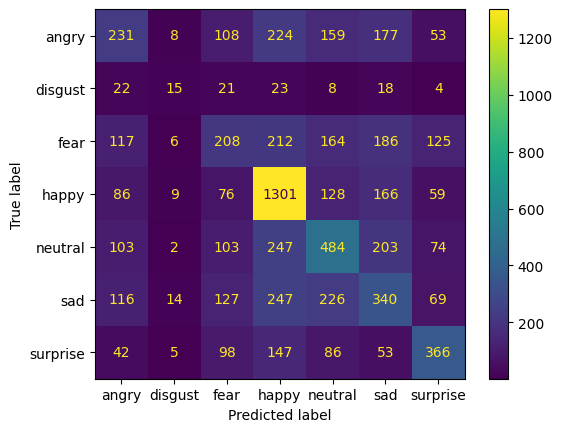 angry 231 8 108 224 159 177 53
disgust 22 15 21 23 8 18 4
fear 117 6 208 212 164 186 125
happy 86 9 76 1301 128 166 59
neutral 103 2 103 247 484 203 74
sad 116 14 127 247 226 340 69
surprise 42 5 98 147 86 53 366
angry disgust fear happy neutral sad surprise
Predicted label
True label
1200
1000
800
600
400
200